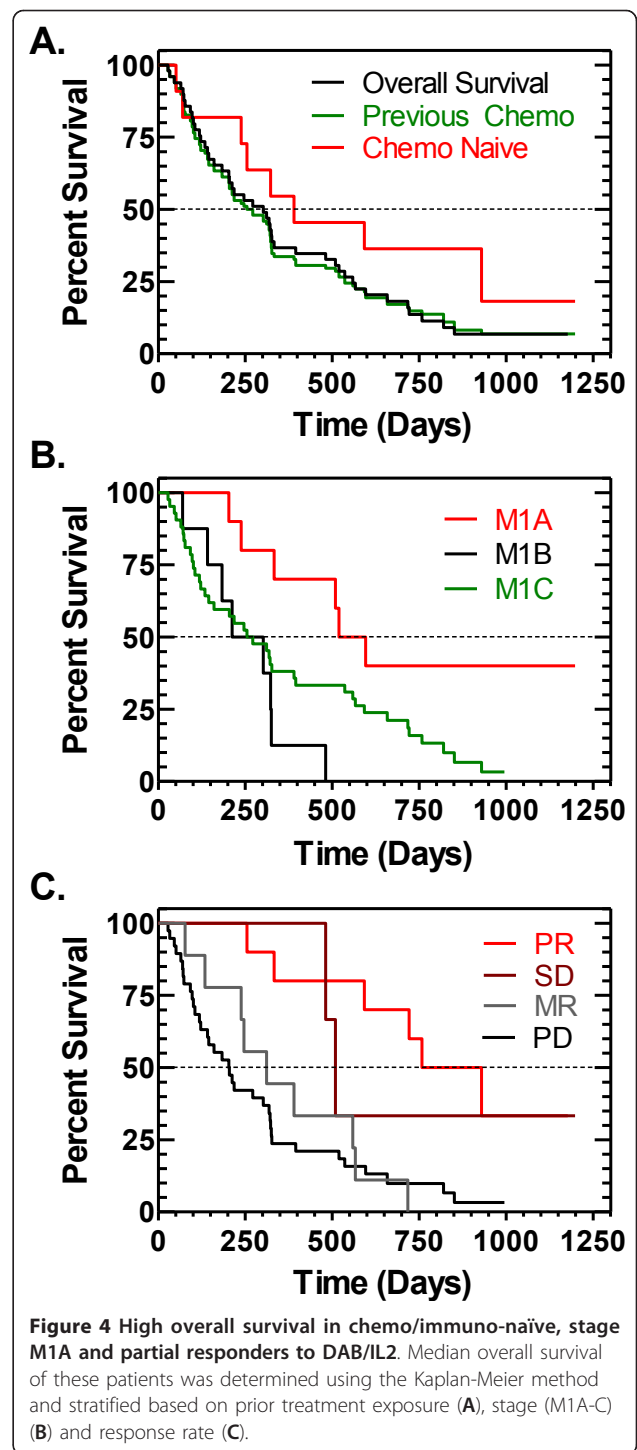 A.
100
75
50
25
0
Percent Survival
Overall Survival
Previous Chemo
Chemo Naive
0 250 500 750 1000 1250
Time (Days)
B.
100
75
50
25
0
Percent Survival
M1A
M1B
M1C
0 250 500 750 1000 1250
Time (Days)
C.
100
75
50
25
0
Percent Survival
PR
SD
MR
PD
0 250 500 750 1000 1250
Time (Days)
Figure 4 High overall survival in chemo/immuno-naïve, stage
M1A and partial responders to DAB/IL2. Median overall survival
of these patients was determined using the Kaplan-Meier method
and stratified based on prior treatment exposure (A), stage (M1A-C)
(B) and response rate (C).